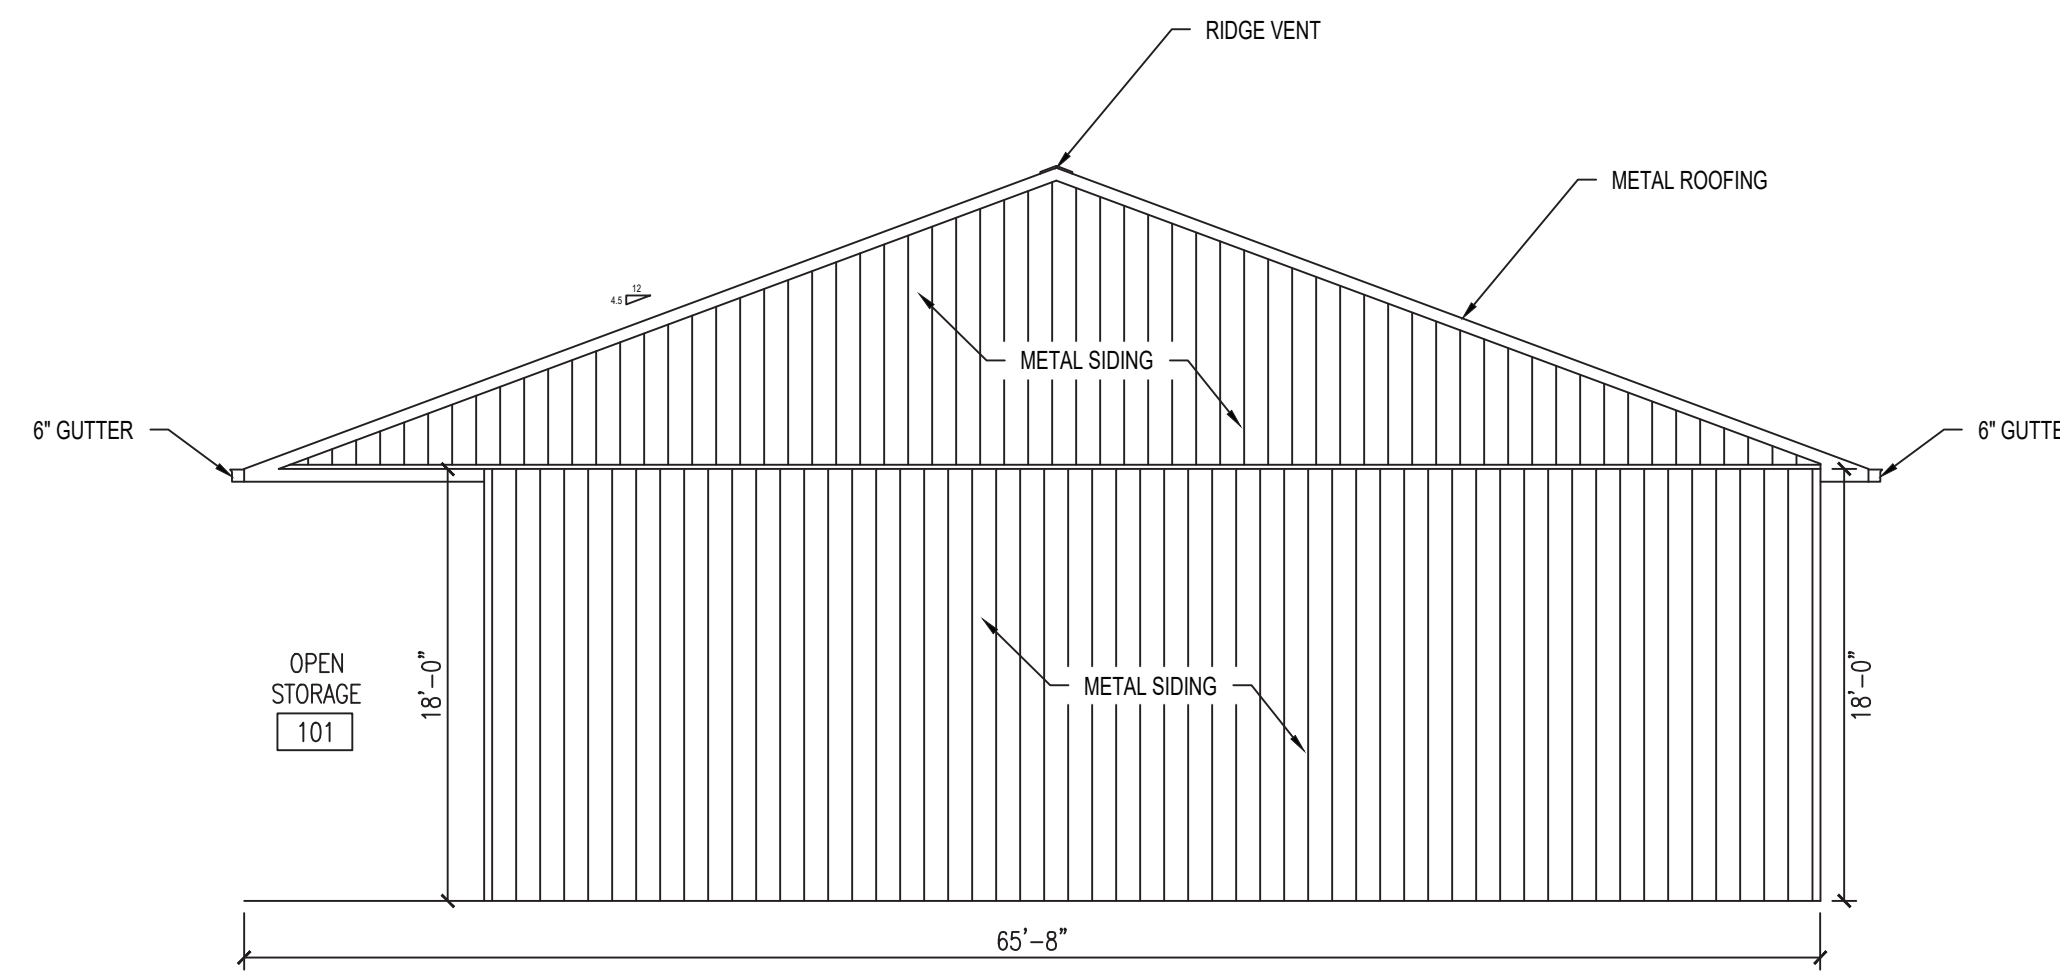 RIDGE VENT
METAL ROOFING
12
4.5
METAL SIDING
6" GUTTER
6" GUTTE
OPEN
STORAGE
101
18'-0"
METAL SIDING
18'-0"
65'-8"